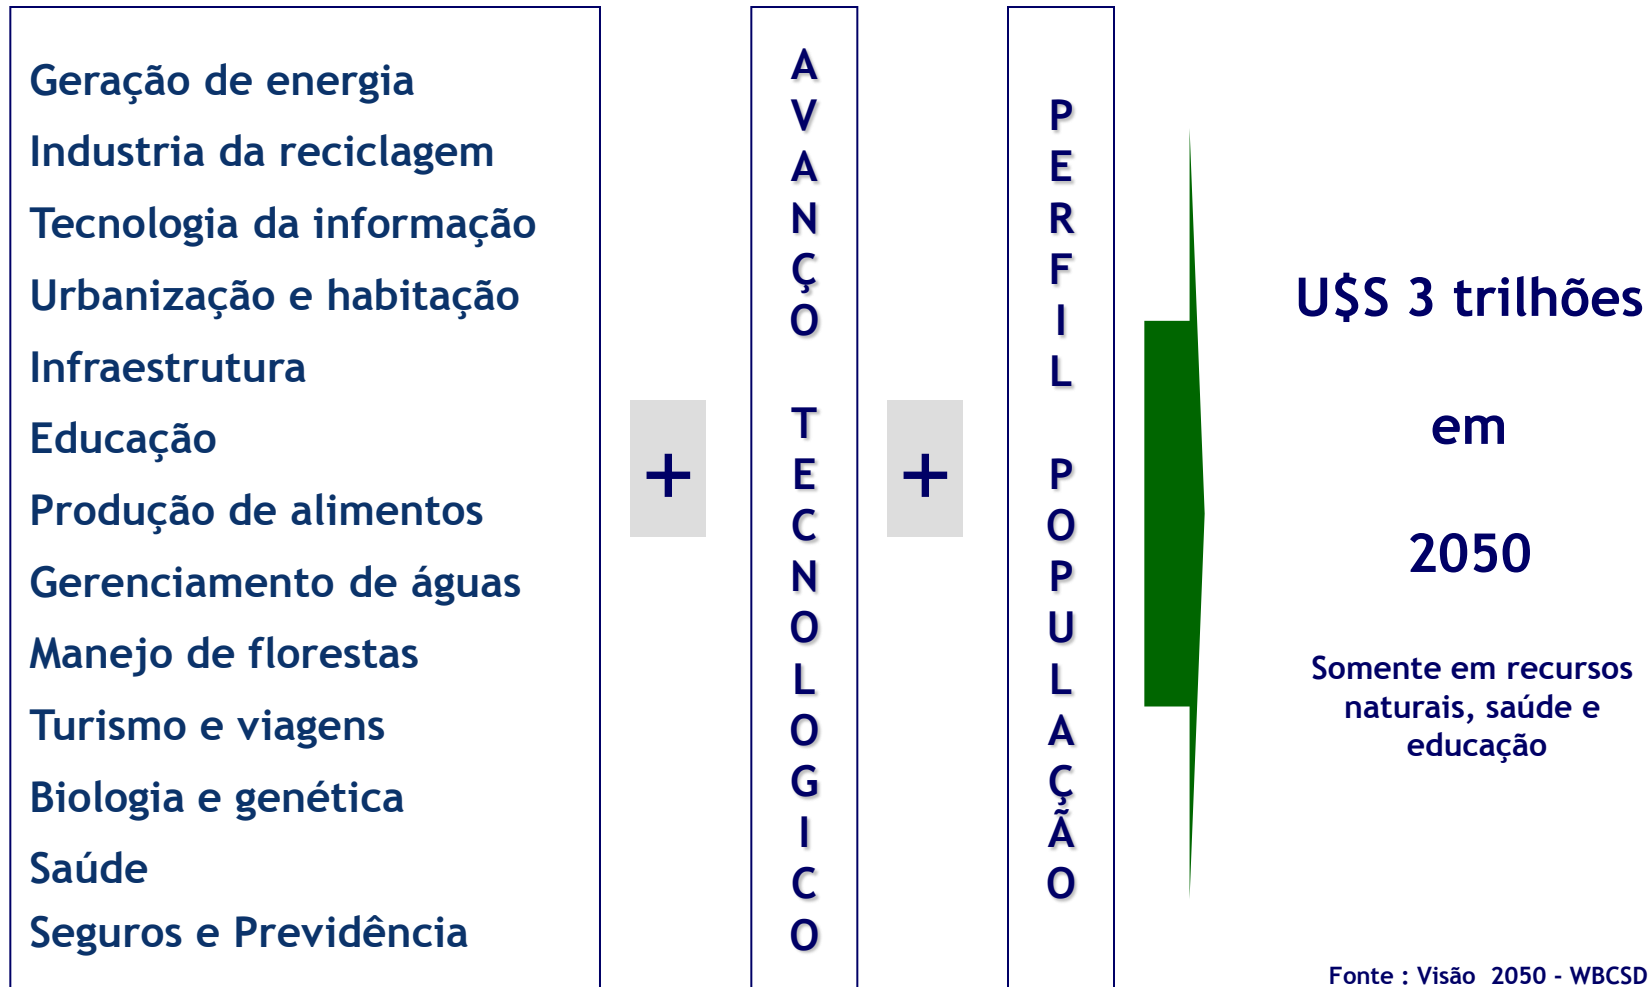 Geração de energia
Industria da reciclagem
Tecnologia da informação
Urbanização e habitação
Infraestrutura
Educação
Produção de alimentos
Gerenciamento de águas
Manejo de florestas
Turismo e viagens
Biologia e genética
Saúde
Seguros e Previdência
+
AVANÇO TECNOLOGICO
+
PERFIL POPULAÇÃO
U$S 3 trilhões
em
2050
Somente em recursos
naturais, saúde e
educação
Fonte : Visão 2050 - WBCSD